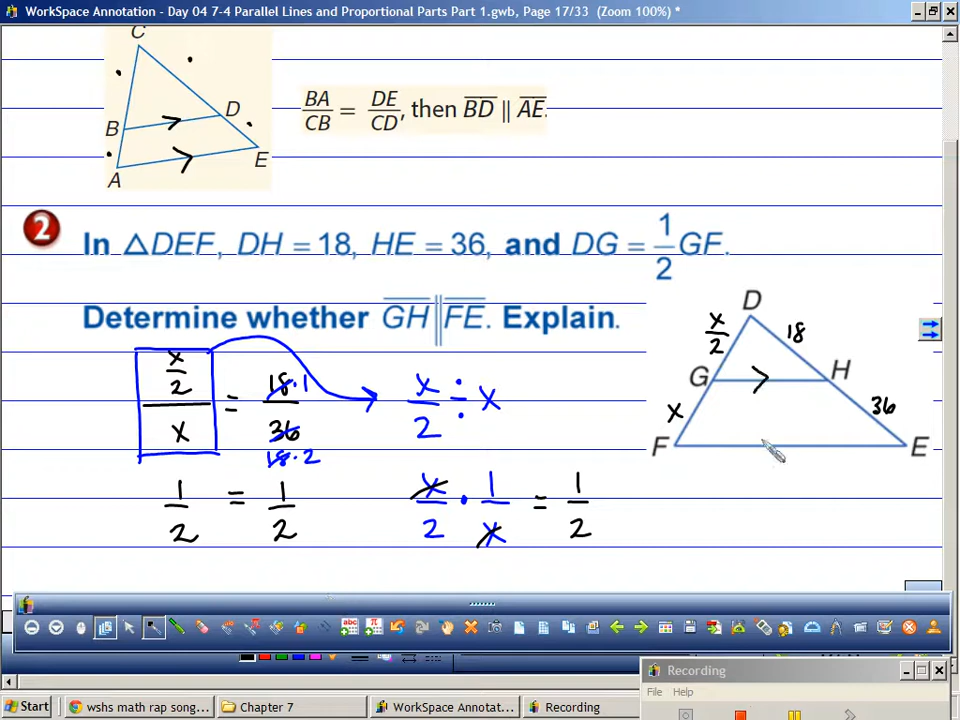 WorkSpace Annotation - Day 04 7-4 Parallel Lines and Proportional Parts Part 1.gwb, Page 17/33 (Zoom 100%) *
C
B
D
A
E
BA/CB = DE/CD, then BD ∥ AE.
2
In △DEF, DH = 18, HE = 36, and DG = 1/2 GF.
Determine whether GH ∥ FE. Explain.
D
x/2
18
G
H
x
36
F
E
x/2
x
=
18·1
36
18·2
x/2 ÷ x
1/2 = 1/2
x/2 · 1/x = 1/2
abc
π
Recording
File Help
Start
wshs math rap song...
Chapter 7
WorkSpace Annotation...
Recording